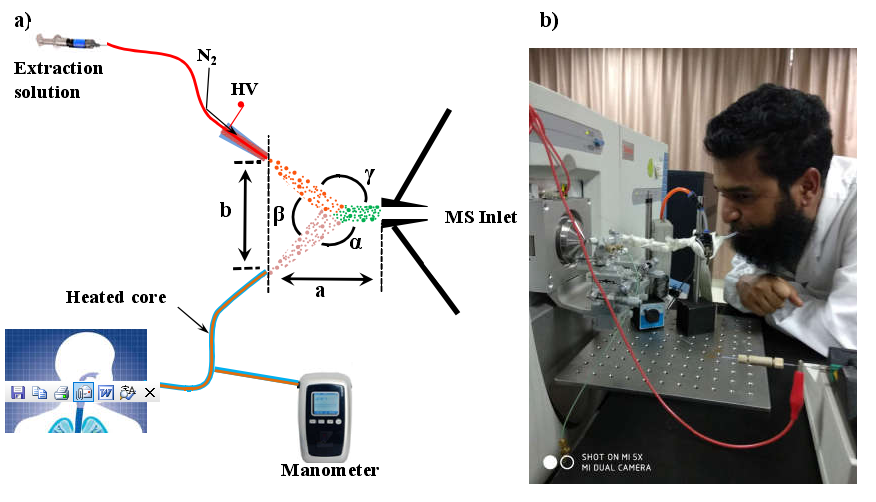 a)
Extraction
solution
N2
HV
b
β
γ
α
a
MS Inlet
Heated core
W
A
Manometer
b)
SHOT ON MI 5X
MI DUAL CAMERA